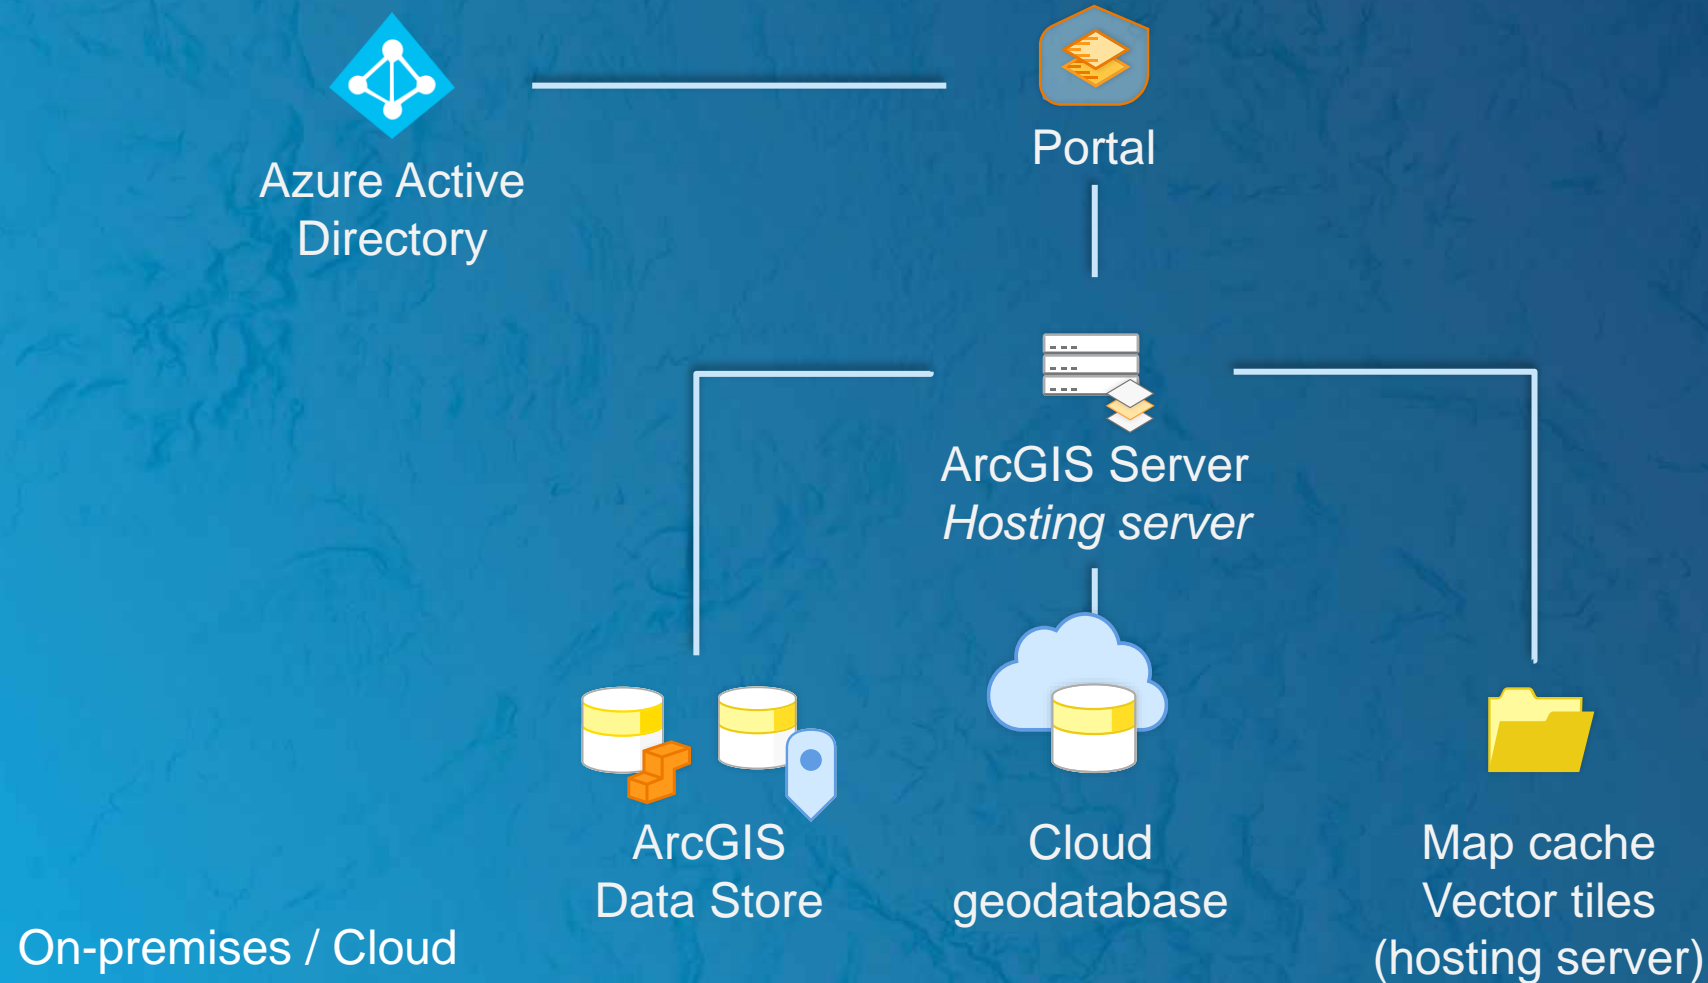 Azure Active
Directory
Portal
ArcGIS Server
Hosting server
ArcGIS
Data Store
Cloud
geodatabase
Map cache
Vector tiles
(hosting server)
On-premises / Cloud